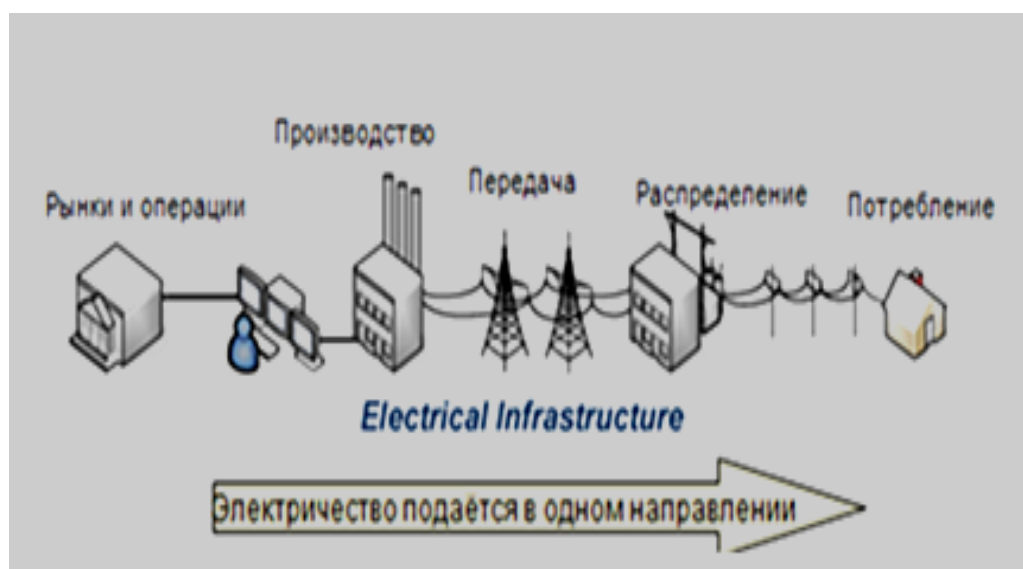 Производство
Передача
Распределение
Рынки и операции
Потребление
Electrical Infrastructure
Электричество подаётся в одном направлении